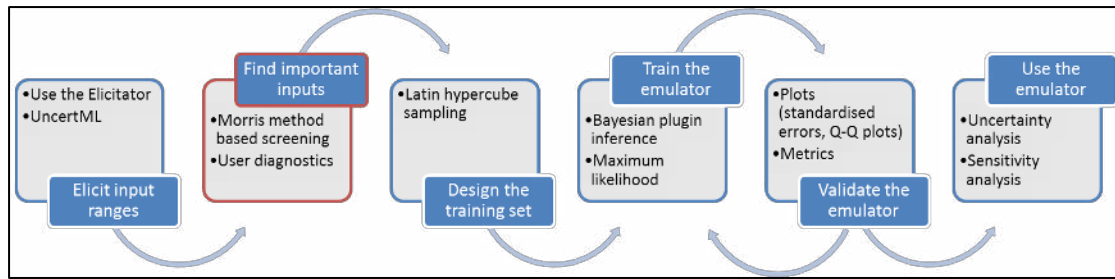 •Use the Elicitator
•UncertML
Elicit input
ranges
Find important
inputs
•Morris method
based screening
•User diagnostics
•Latin hypercube
sampling
Design the
training set
Train the
emulator
•Bayesian plugin
inference
•Maximum
likelihood
•Plots
(standardised
errors, Q-Q plots)
•Metrics
Validate the
emulator
Use the
emulator
•Uncertainty
analysis
•Sensitivity
analysis